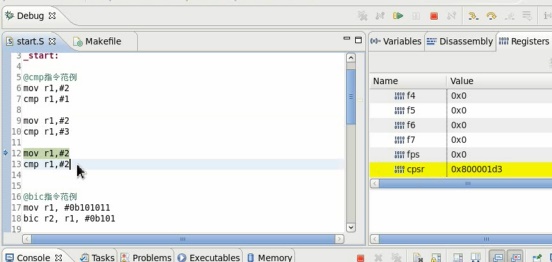 Debug
start.S
Makefile
3 _start:
4
5 @cmp指令范例
6 mov r1,#2
7 cmp r1,#1
8
9 mov r1,#2
10 cmp r1,#3
11
12 mov r1,#2
13 cmp r1,#2
14
15
16 @bic指令范例
17 mov r1, #0b101011
18 bic r2, r1, #0b101
19
Variables
Disassembly
Registers
Name Value
f4 0x0
f5 0x0
f6 0x0
f7 0x0
fps 0x0
cpsr 0x800001d3
Console
Tasks
Problems
Executables
Memory